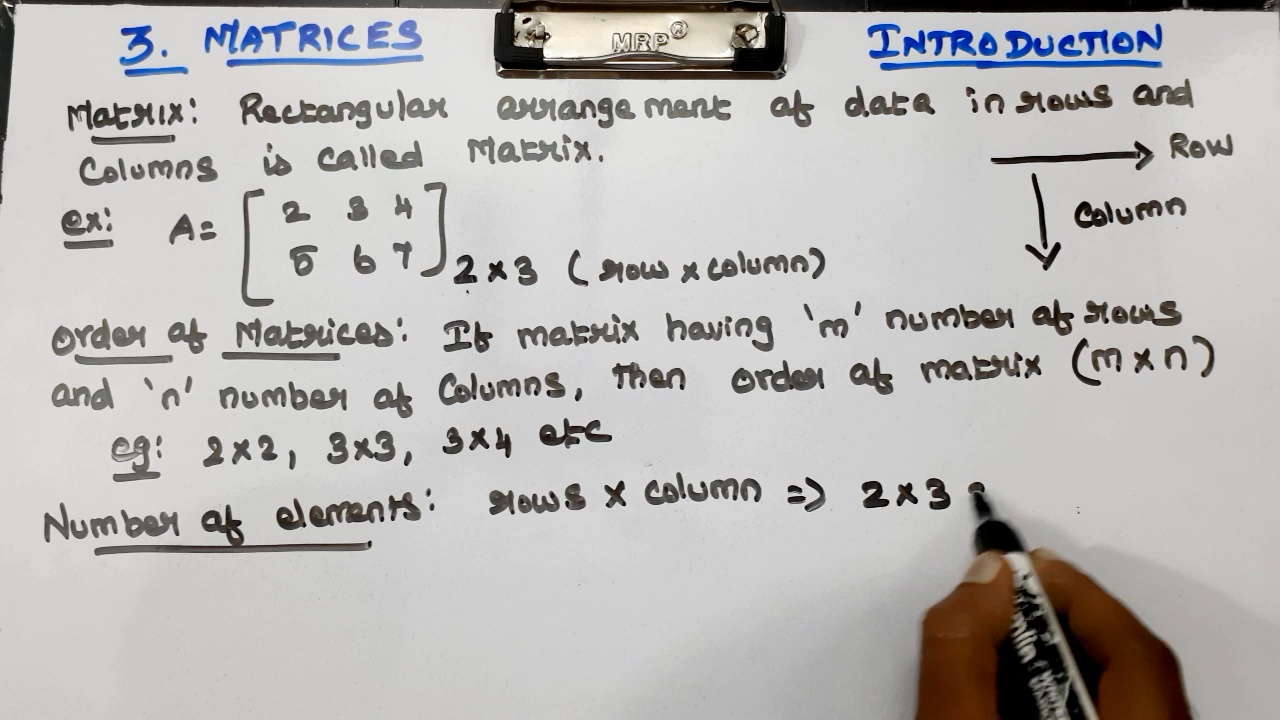 3. MATRICES
MRP®
INTRODUCTION
Matrix: Rectangular arrangement of data in rows and
Columns is called Matrix.
Row
Column
ex: A= [ 2 3 4
5 6 7 ] 2 × 3 ( row × column)
Order of Matrices: If matrix having 'm' number of rows
and 'n' number of Columns, Then order of matrix (m × n)
eg: 2×2, 3×3, 3×4 etc
Number of elements: rows × column => 2 × 3